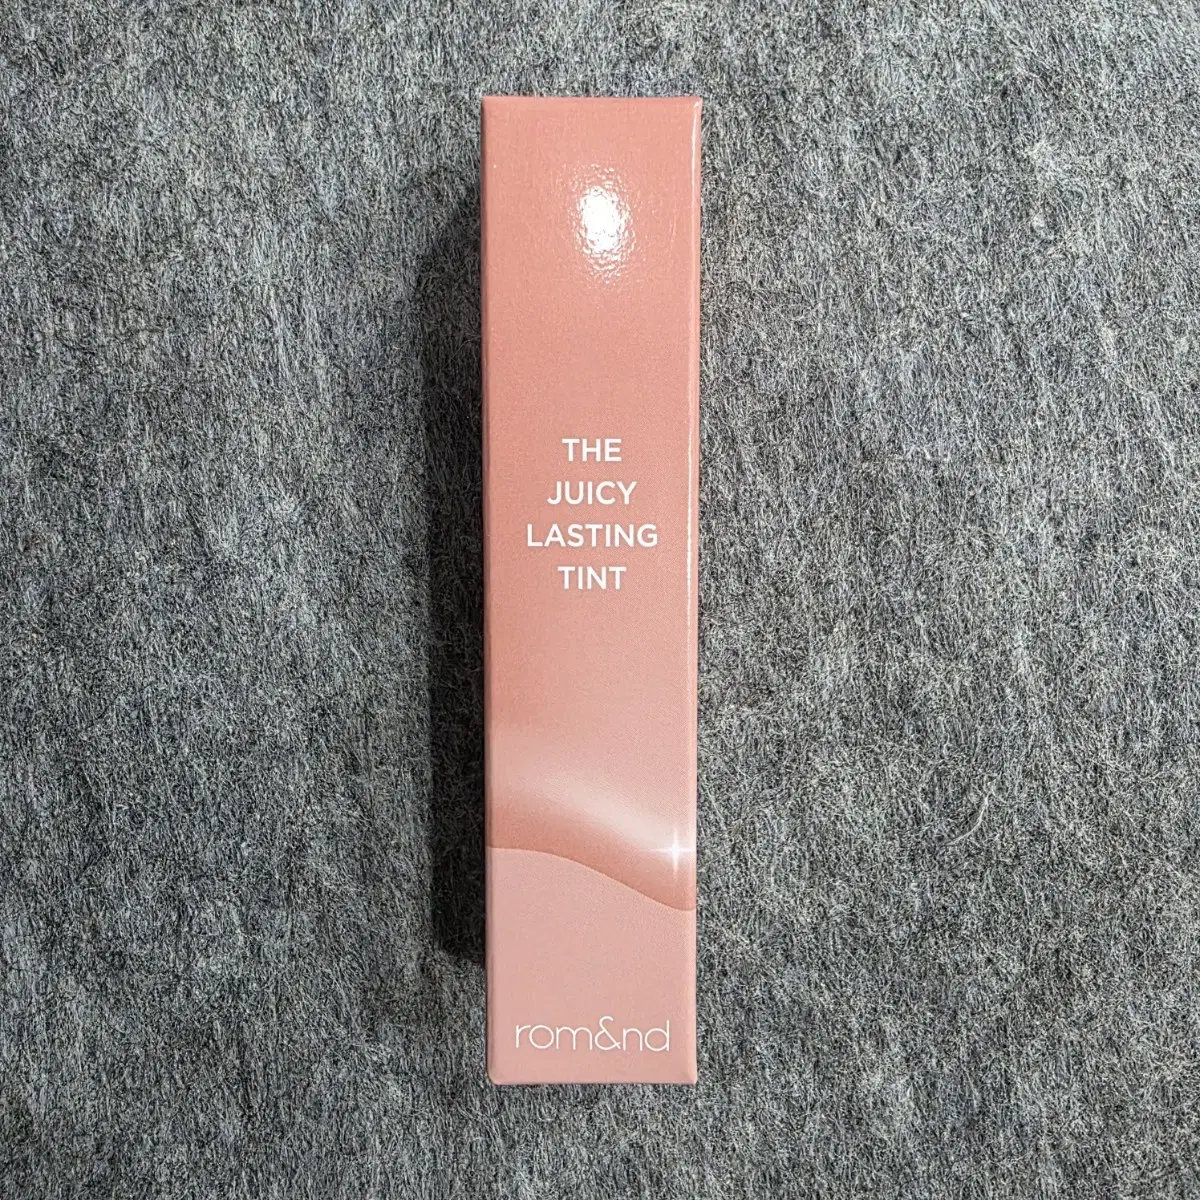 THE
JUICY
LASTING
TINT
rom&nd